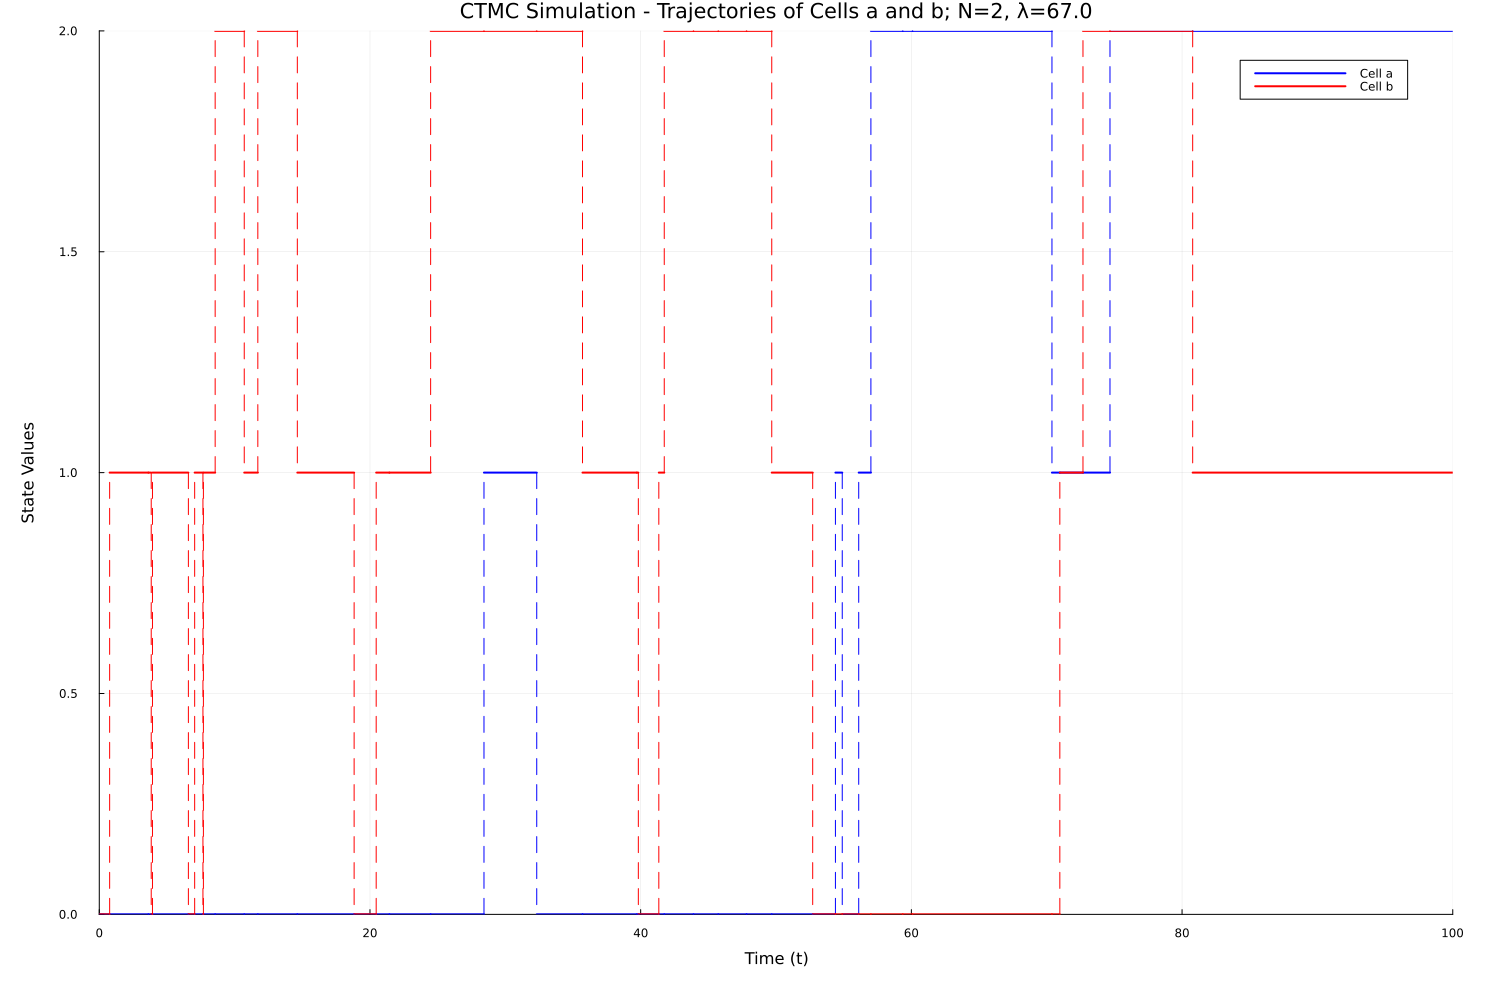 CTMC Simulation - Trajectories of Cells a and b; N=2, λ=67.0
2.0
Cell a
Cell b
1.5
1.0
State Values
0.5
0.0
0 20 40 60 80 100
Time (t)